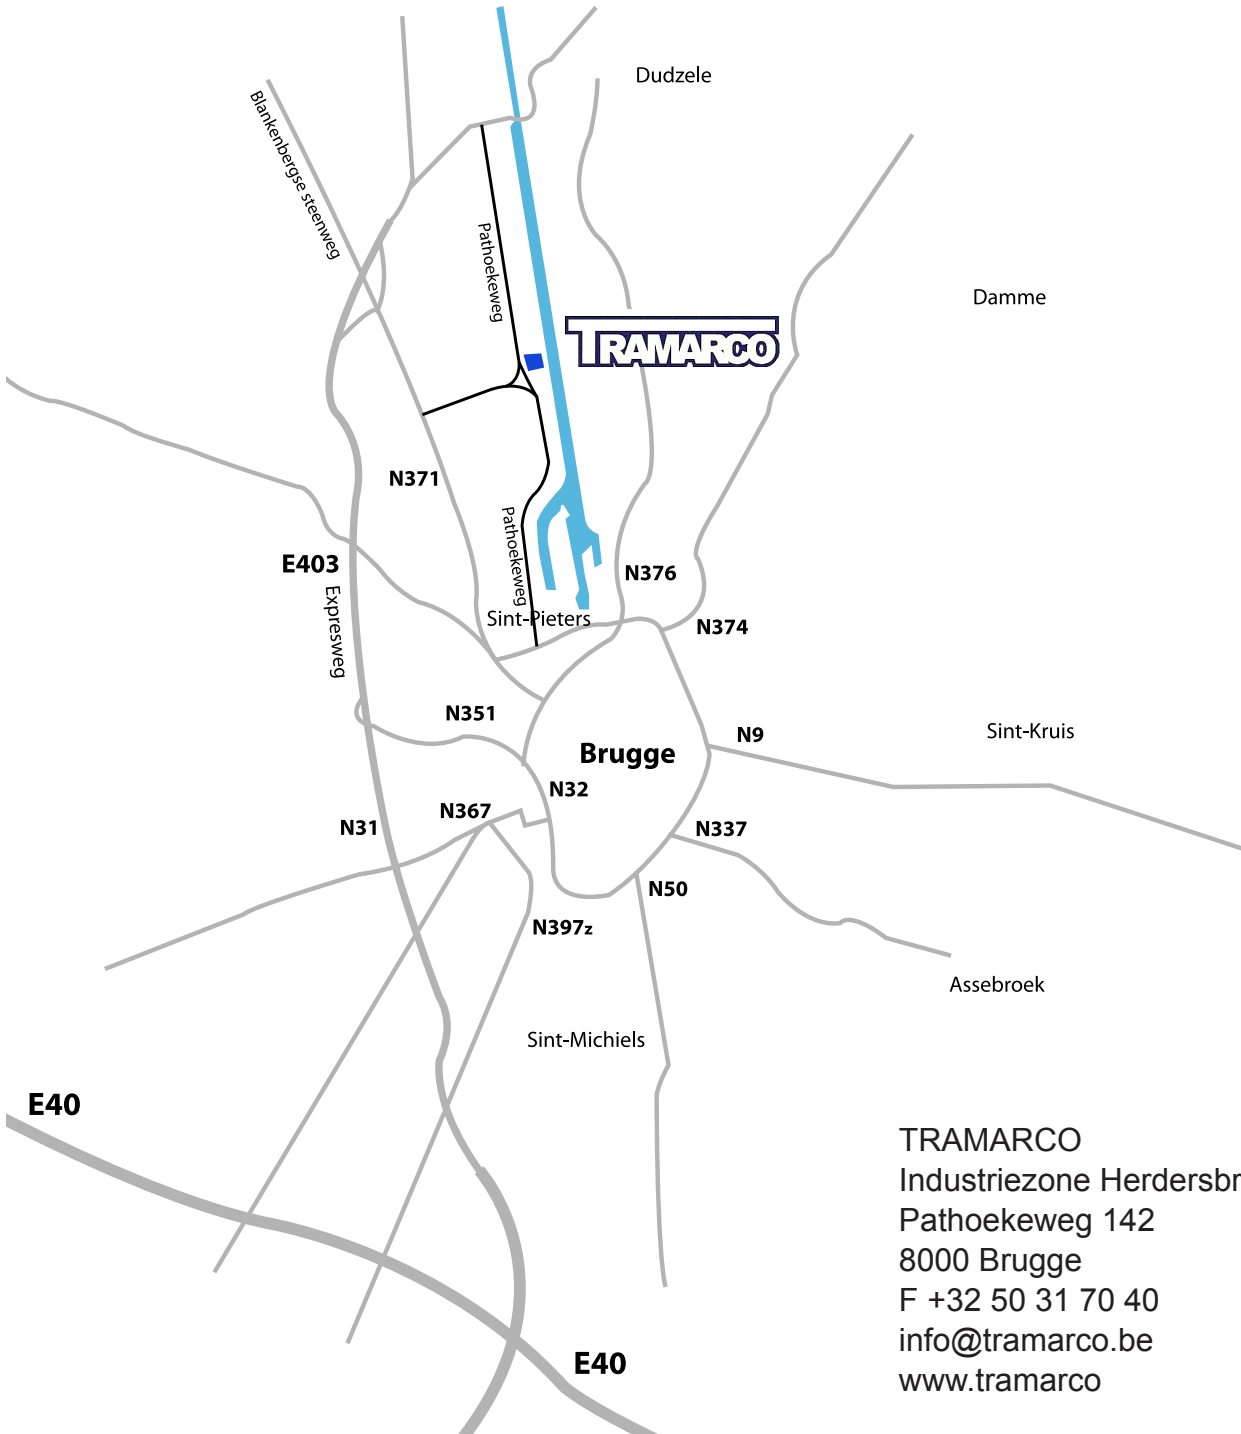 Dudzele
Blankenbergse steenweg
Pathoekeweg
Damme
TRAMARCO
N371
Pathoekeweg
E403
N376
Expresweg
Sint-Pieters
N374
N351
N9
Sint-Kruis
Brugge
N32
N367
N31
N337
N50
N397z
Assebroek
Sint-Michiels
E40
TRAMARCO
Industriezone Herdersbr
Pathoekeweg 142
8000 Brugge
F +32 50 31 70 40
info@tramarco.be
www.tramarco
E40